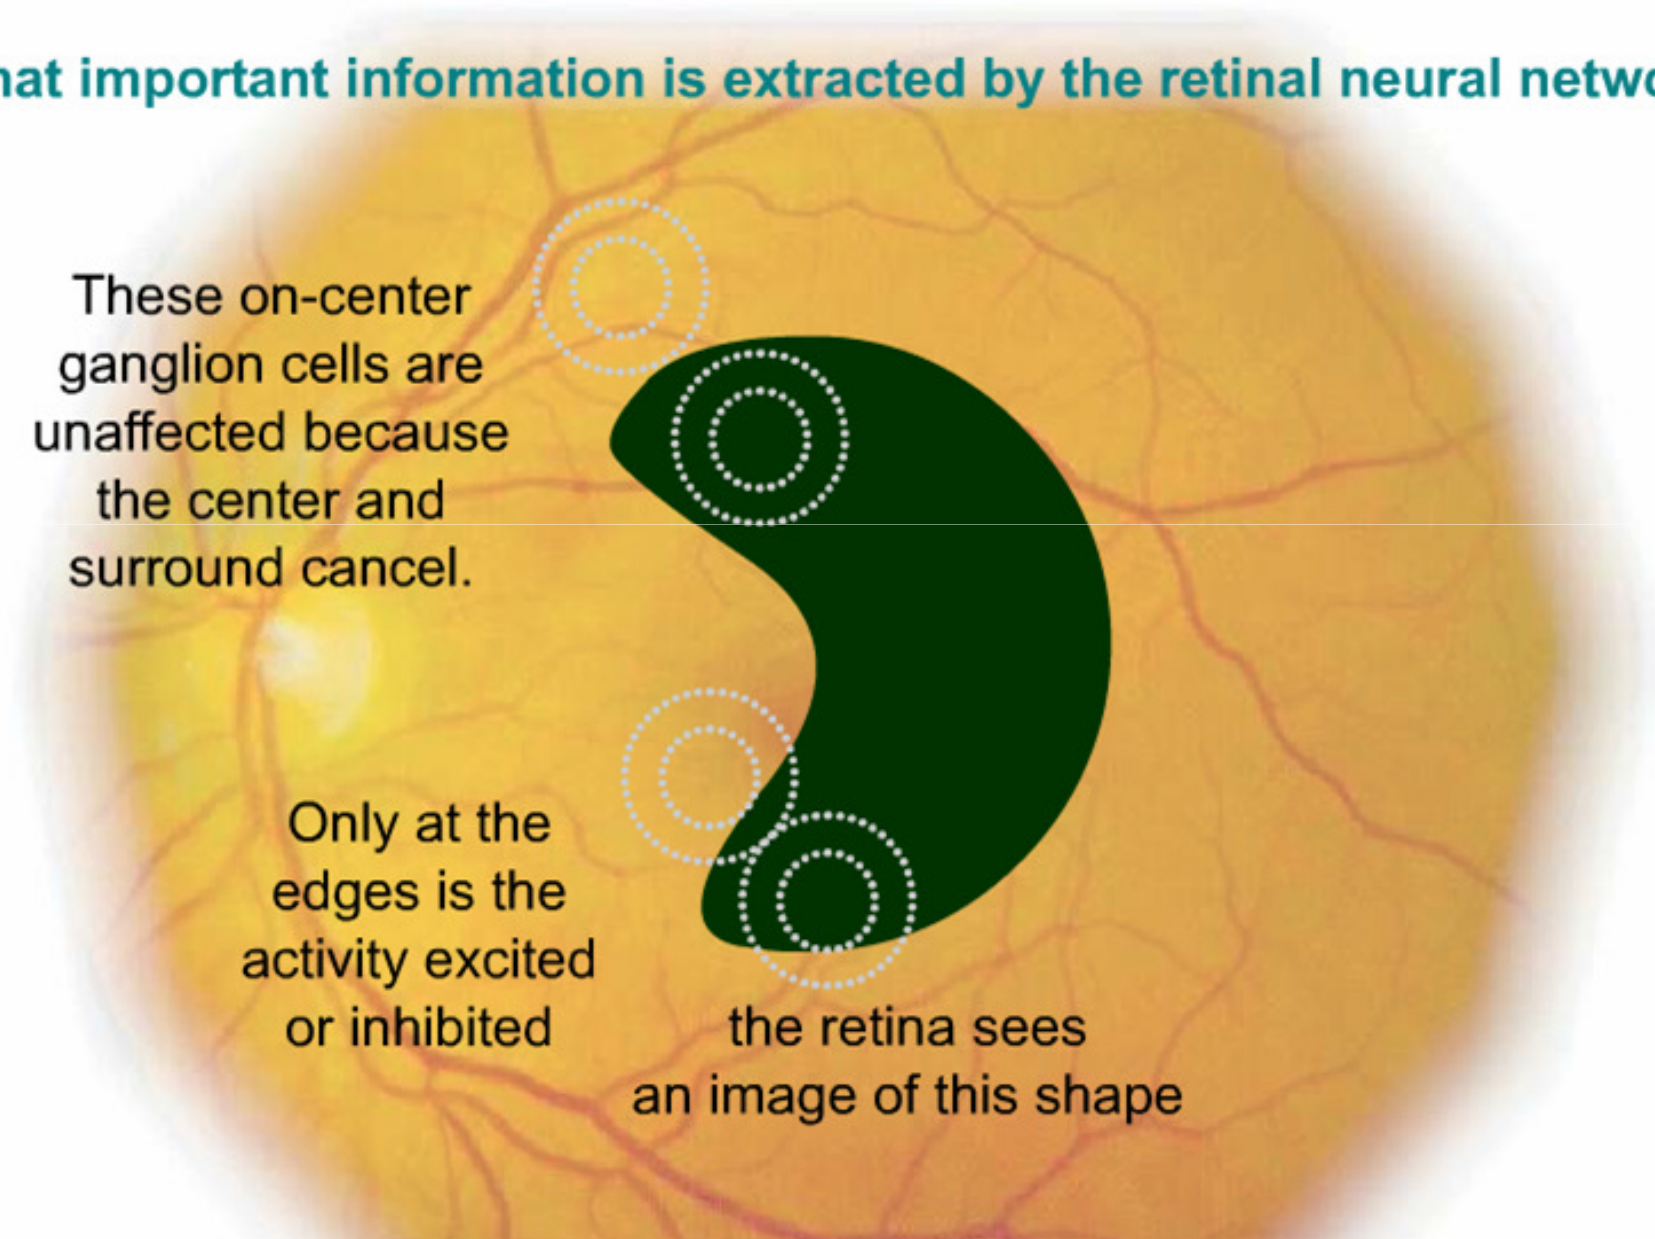 hat important information is extracted by the retinal neural netwo
These on-center
ganglion cells are
unaffected because
the center and
surround cancel.
Only at the
edges is the
activity excited
or inhibited
the retina sees
an image of this shape